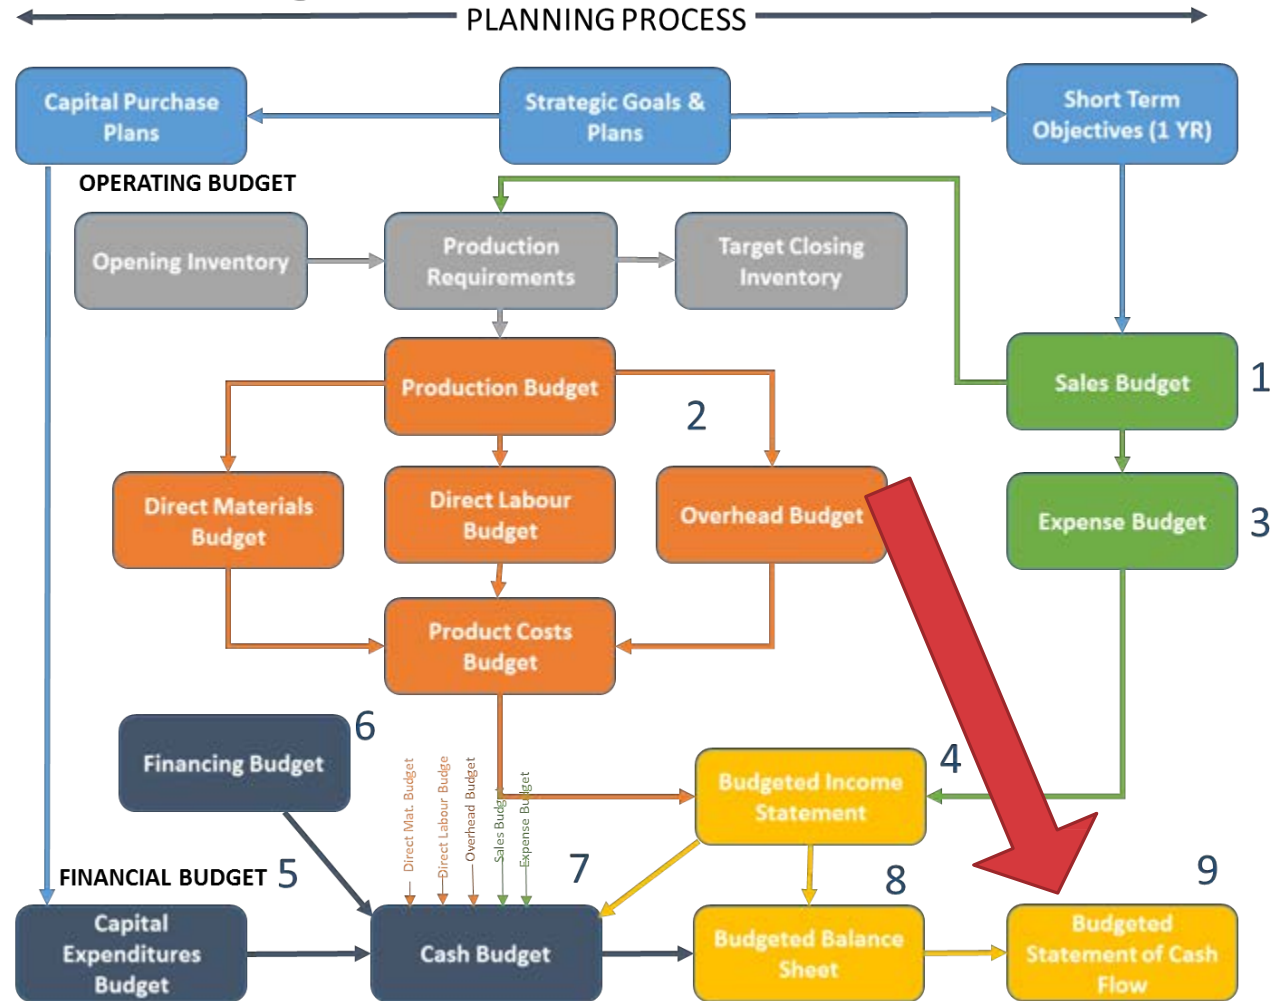 PLANNING PROCESS
Capital Purchase
Plans
Strategic Goals &
Plans
Short Term
Objectives (1 YR)
OPERATING BUDGET
Opening Inventory
Production
Requirements
Target Closing
Inventory
Production Budget
2
Sales Budget
1
Direct Materials
Budget
Direct Labour
Budget
Overhead Budget
Expense Budget
3
Product Costs
Budget
Financing Budget
6
Direct Mat. Budget
Direct Labour Budge
Overhead Budget
Sales Budget
Expense Budget
Budgeted Income
Statement
4
FINANCIAL BUDGET
5
7
8
9
Capital
Expenditures
Budget
Cash Budget
Budgeted Balance
Sheet
Budgeted
Statement of Cash
Flow